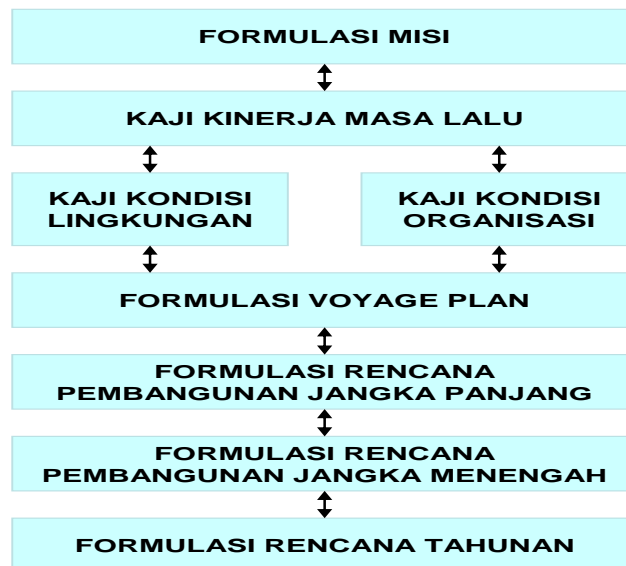 FORMULASI MISI
KAJI KINERJA MASA LALU
KAJI KONDISI
LINGKUNGAN
KAJI KONDISI
ORGANISASI
FORMULASI VOYAGE PLAN
FORMULASI RENCANA
PEMBANGUNAN JANGKA PANJANG
FORMULASI RENCANA
PEMBANGUNAN JANGKA MENENGAH
FORMULASI RENCANA TAHUNAN